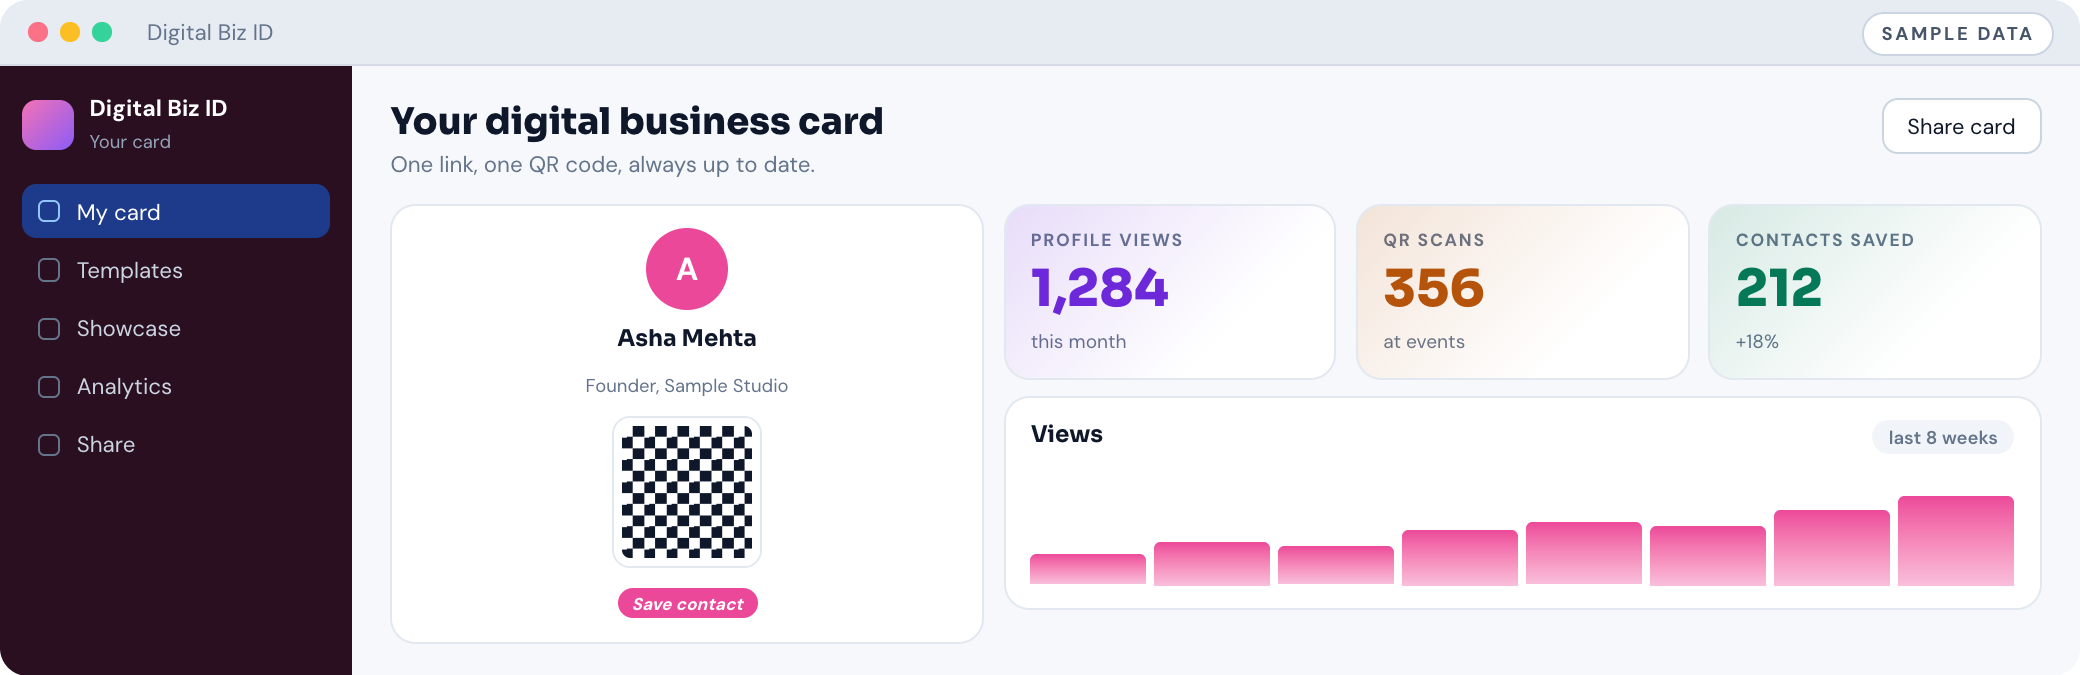 Digital Biz ID
SAMPLE DATA
Digital Biz ID
Your card
My card
Templates
Showcase
Analytics
Share
Your digital business card
One link, one QR code, always up to date.
Share card
A
Asha Mehta
Founder, Sample Studio
Save contact
PROFILE VIEWS
1,284
this month
QR SCANS
356
at events
CONTACTS SAVED
212
+18%
Views
last 8 weeks